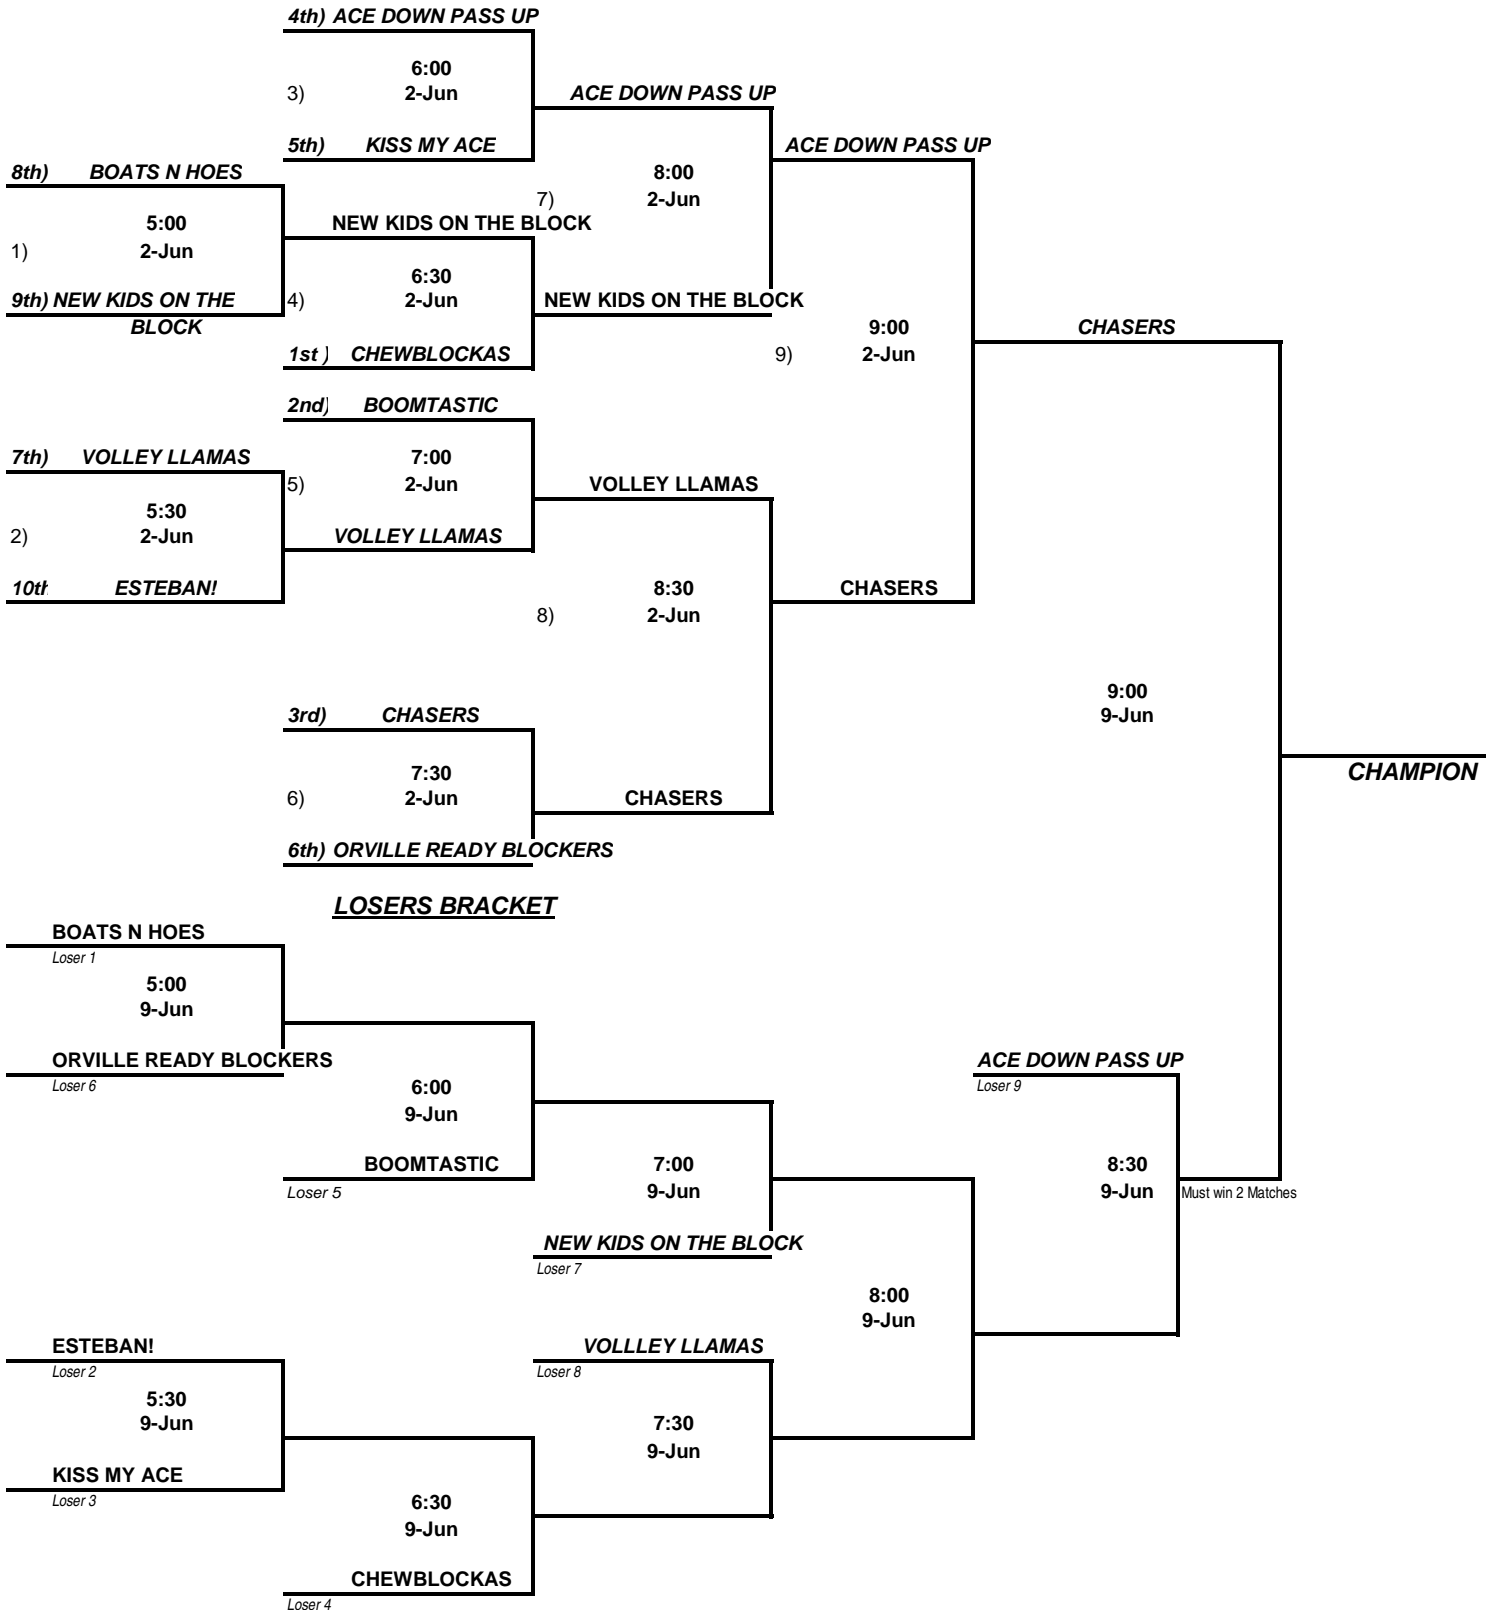 4th) ACE DOWN PASS UP
6:00
3) 2-Jun
ACE DOWN PASS UP
5th) KISS MY ACE
ACE DOWN PASS UP
8th) BOATS N HOES
8:00
7) 2-Jun
5:00
NEW KIDS ON THE BLOCK
1) 2-Jun
6:30
9th) NEW KIDS ON THE
BLOCK
4) 2-Jun
NEW KIDS ON THE BLOCK
9:00
CHASERS
1st ) CHEWBLOCKAS
9) 2-Jun
2nd) BOOMTASTIC
7th) VOLLEY LLAMAS
7:00
5) 2-Jun
VOLLEY LLAMAS
5:30
2) 2-Jun
VOLLEY LLAMAS
10th ESTEBAN!
8:30
CHASERS
8) 2-Jun
9:00
9-Jun
3rd) CHASERS
CHAMPION
7:30
6) 2-Jun
CHASERS
6th) ORVILLE READY BLOCKERS
LOSERS BRACKET
BOATS N HOES
Loser 1
5:00
9-Jun
ORVILLE READY BLOCKERS
Loser 6
ACE DOWN PASS UP
Loser 9
6:00
9-Jun
BOOMTASTIC
Loser 5
7:00
9-Jun
8:30
9-Jun
Must win 2 Matches
NEW KIDS ON THE BLOCK
Loser 7
8:00
9-Jun
ESTEBAN!
Loser 2
VOLLLEY LLAMAS
Loser 8
5:30
9-Jun
7:30
9-Jun
KISS MY ACE
Loser 3
6:30
9-Jun
CHEWBLOCKAS
Loser 4